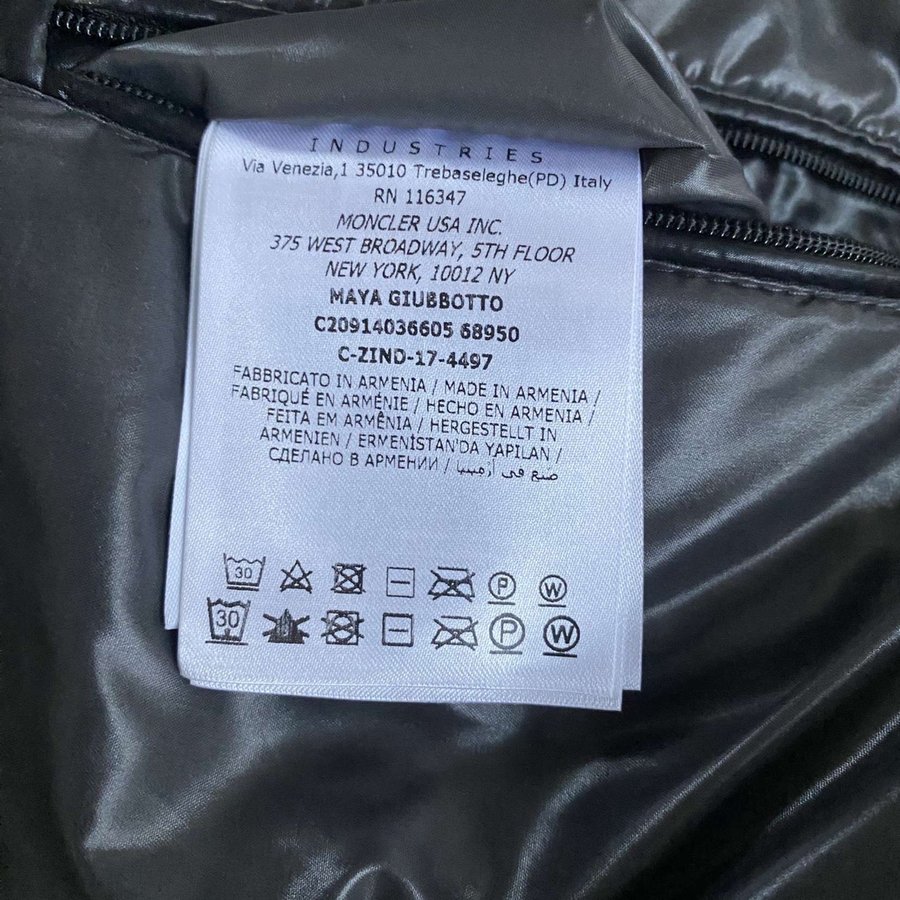 INDUSTRIES
Via Venezia,1 35010 Trebaseleghe(PD) Italy
RN 116347
MONCLER USA INC.
375 WEST BROADWAY, 5TH FLOOR
NEW YORK, 10012 NY
MAYA GIUBBOTTO
C20914036605 68950
C-ZIND-17-4497
FABBRICATO IN ARMENIA / MADE IN ARMENIA /
FABRIQUÉ EN ARMÉNIE / HECHO EN ARMENIA /
FEITA EM ARMÊNIA / HERGESTELLT IN
ARMENIEN / ERMENİSTAN'DA YAPILAN /
СДЕЛАНО В АРМЕНИИ / صنع في أرمينيا
30 P W
30 P W